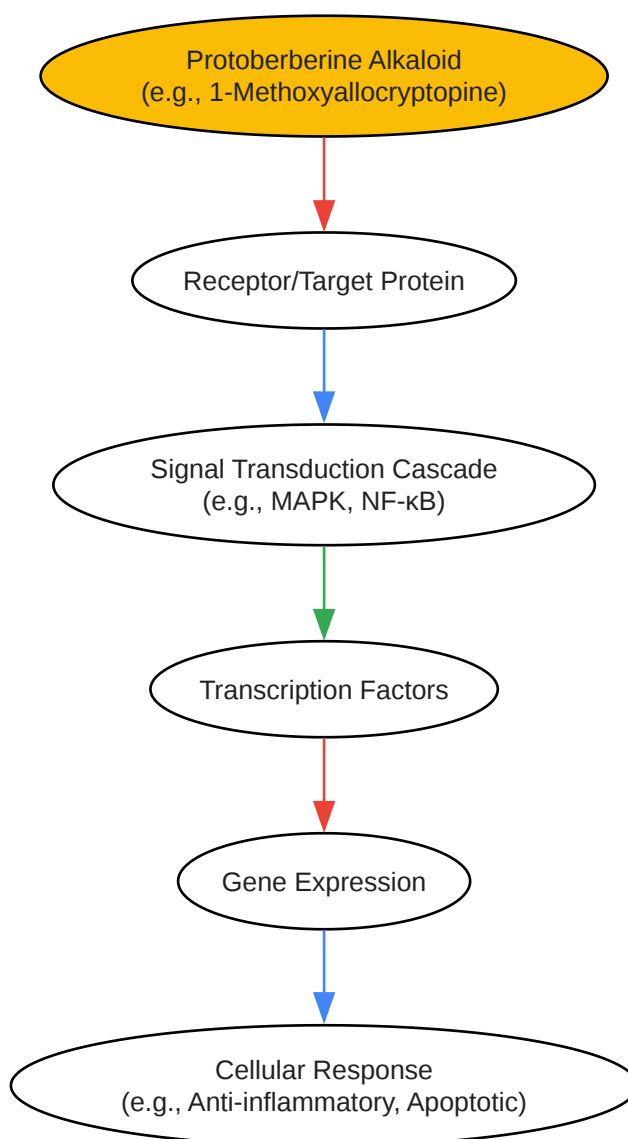 Protoberberine Alkaloid
(e.g., 1-Methoxyallocryptopine)
Receptor/Target Protein
Signal Transduction Cascade
(e.g., MAPK, NF-κB)
Transcription Factors
Gene Expression
Cellular Response
(e.g., Anti-inflammatory, Apoptotic)